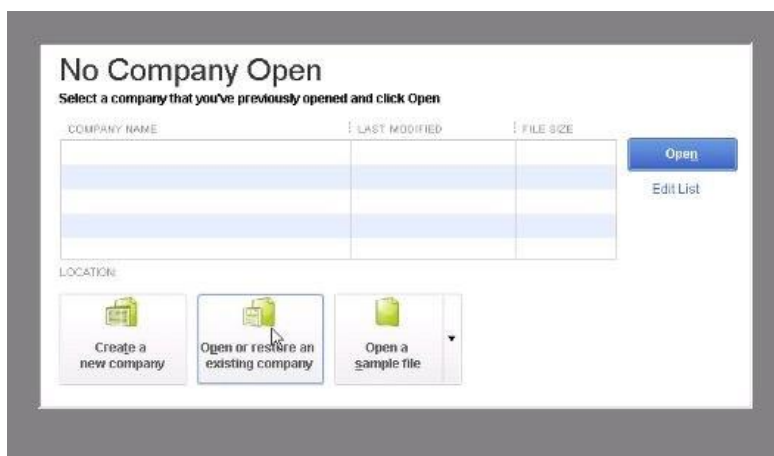 No Company Open
Select a company that you've previously opened and click Open
COMPANY NAME LAST MODIFIED FILE SIZE
Open
Edit List
LOCATION:
Create a
new company
Open or restore an
existing company
Open a
sample file